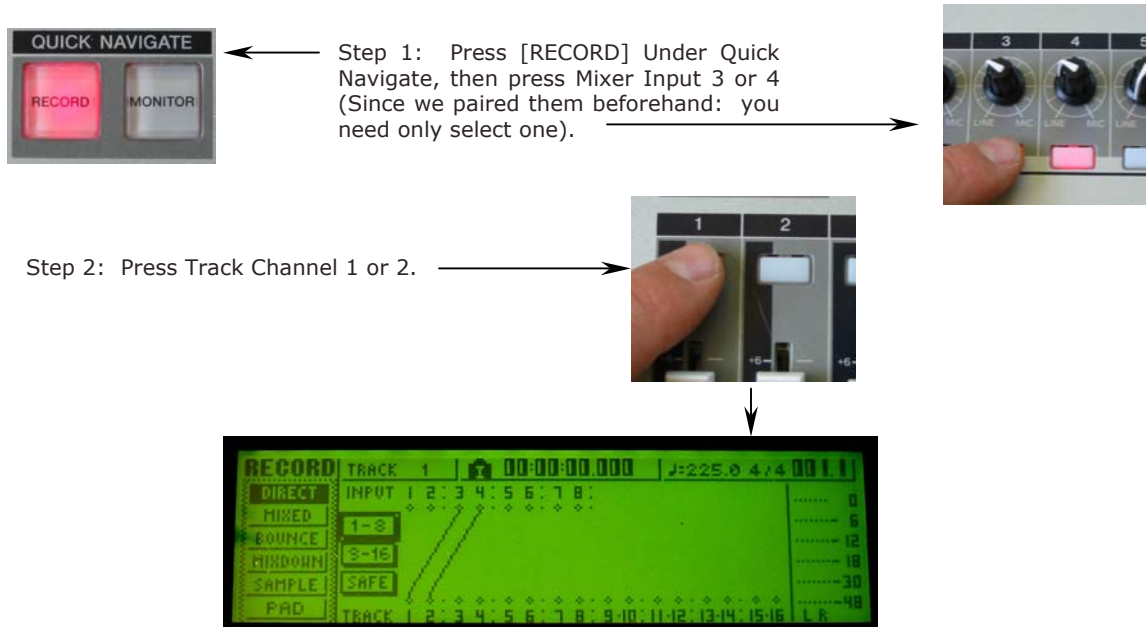 QUICK NAVIGATE
RECORD MONITOR
Step 1: Press [RECORD] Under Quick
Navigate, then press Mixer Input 3 or 4
(Since we paired them beforehand: you
need only select one).
3 4 5
LINE MIC LINE MIC LINE
Step 2: Press Track Channel 1 or 2.
1 2
+6 +6
RECORD TRACK 1 00:00:00.000 ♩=225.0 4/4 001.1
DIRECT INPUT 1 2 3 4 5 6 7 8 0
MIXED 6
1-8
BOUNCE 12
MIXDOWN 9-16 18
SAMPLE SAFE 30
PAD 48
TRACK 1 2 3 4 5 6 7 8 9-10 11-12 13-14 15-16 L R